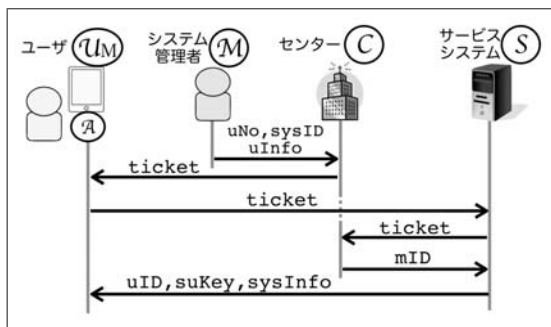 ユーザ UM
システム
管理者 M
センター C
サービス
システム S
A
uNo,sysID
uInfo
ticket
ticket
ticket
mID
uID,suKey,sysInfo